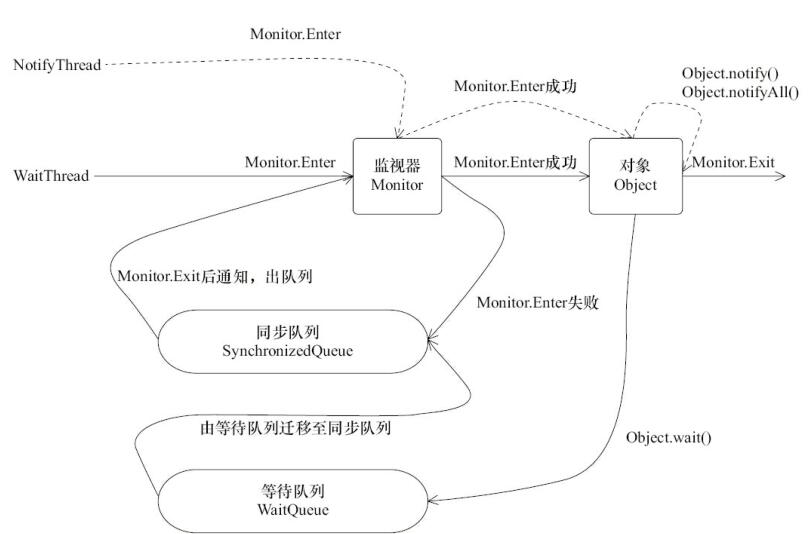 Monitor.Enter
NotifyThread
Monitor.Enter成功
Object.notify()
Object.notifyAll()
WaitThread
Monitor.Enter
监视器
Monitor
Monitor.Enter成功
对象
Object
Monitor.Exit
Monitor.Exit后通知，出队列
Monitor.Enter失败
同步队列
SynchronizedQueue
由等待队列迁移至同步队列
Object.wait()
等待队列
WaitQueue